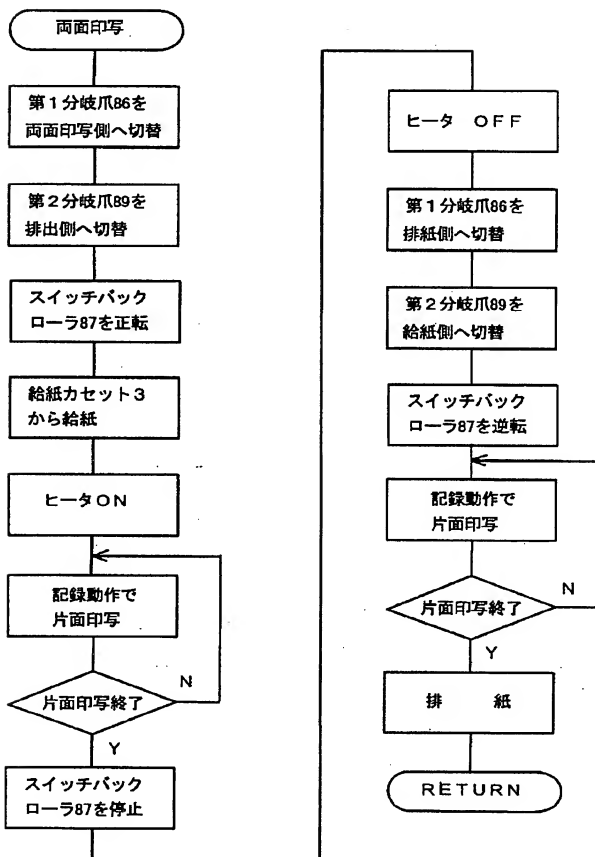 両面印写
第1分岐爪86を
両面印写側へ切替
第2分岐爪89を
排出側へ切替
スイッチバック
ローラ87を正転
給紙カセット3
から給紙
ヒータON
記録動作で
片面印写
片面印写終了
N
Y
スイッチバック
ローラ87を停止
ヒータ OFF
第1分岐爪86を
排紙側へ切替
第2分岐爪89を
給紙側へ切替
スイッチバック
ローラ87を逆転
記録動作で
片面印写
片面印写終了
N
Y
排 紙
RETURN